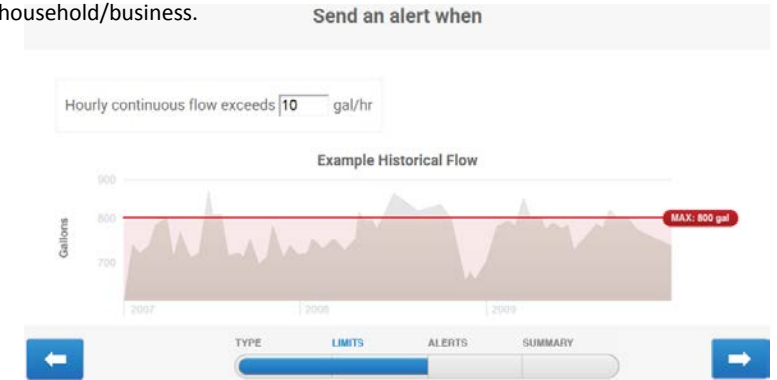 household/business.
Send an alert when
Hourly continuous flow exceeds 10 gal/hr
Example Historical Flow
900
800
MAX: 800 gal
Gallons
700
2007 2008 2009
TYPE LIMITS ALERTS SUMMARY